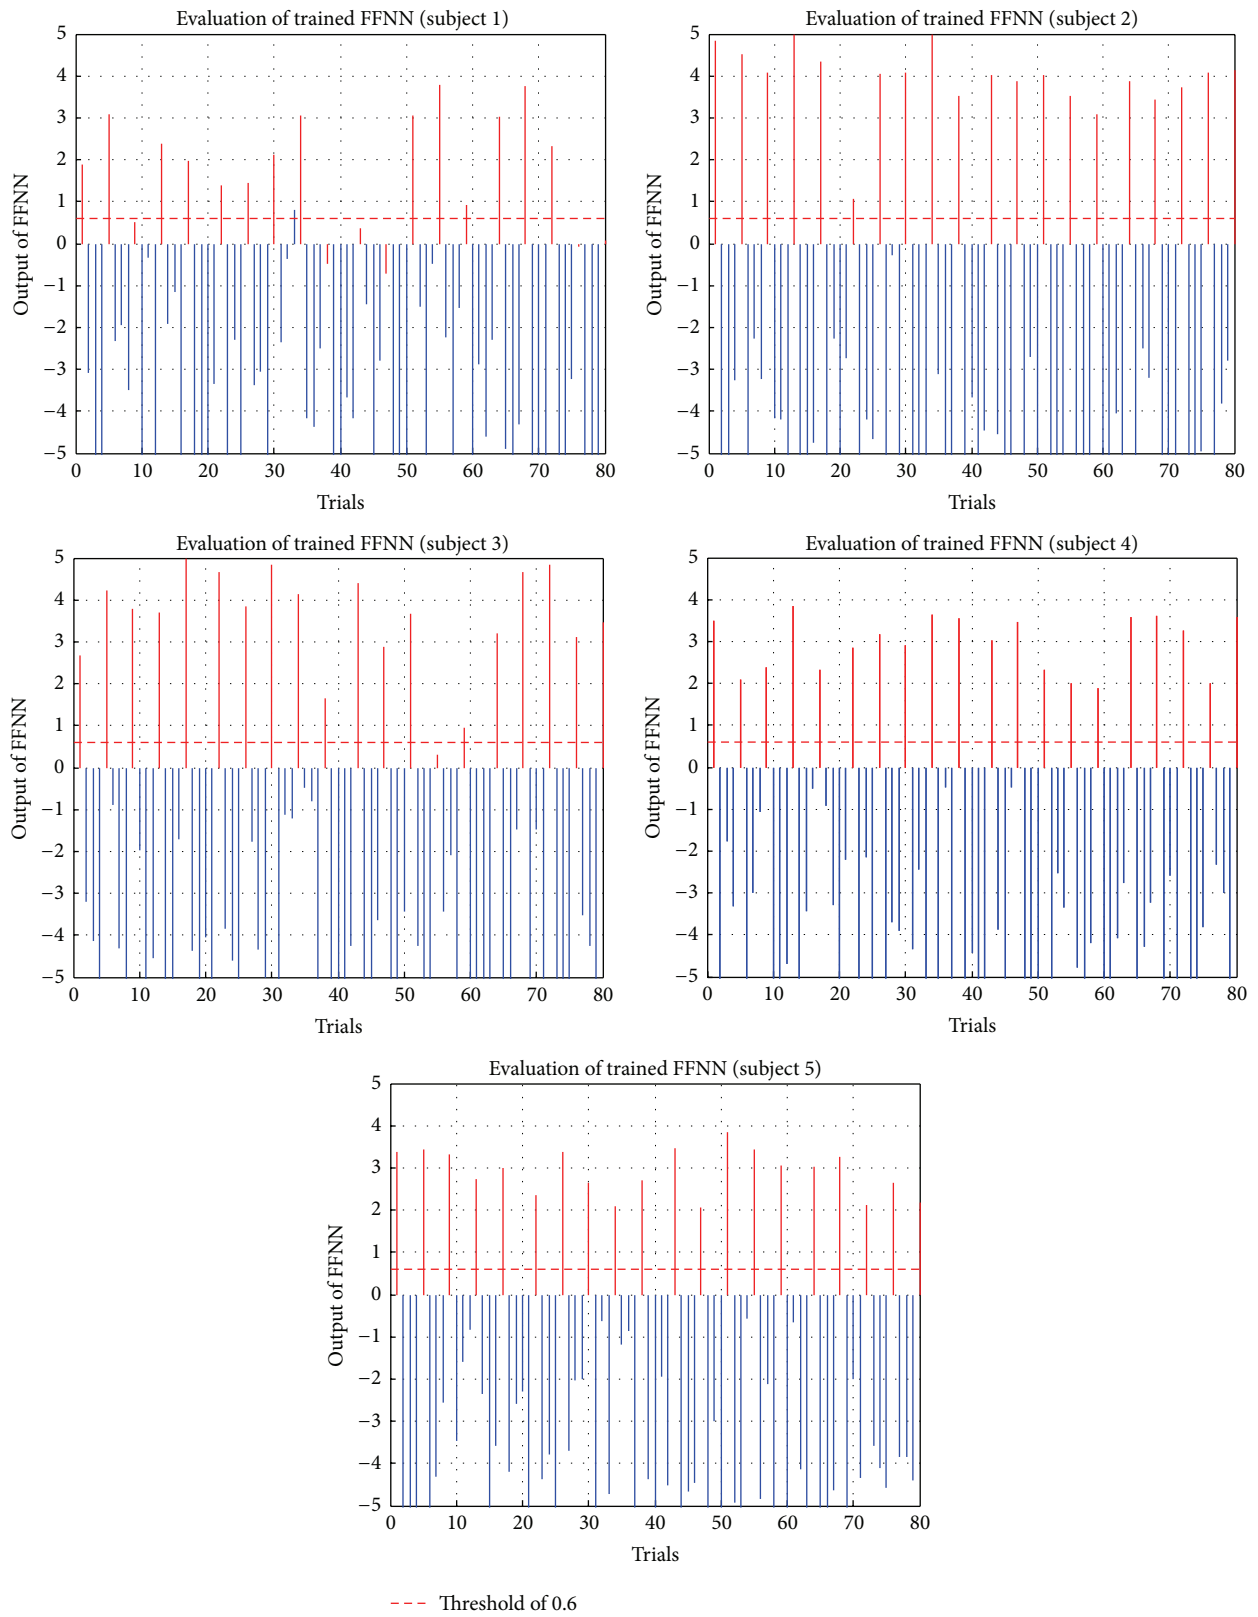 Evaluation of trained FFNN (subject 1)
5
4
3
2
1
0
−1
−2
−3
−4
−5
Output of FFNN
0 10 20 30 40 50 60 70 80
Trials
Evaluation of trained FFNN (subject 2)
5
4
3
2
1
0
−1
−2
−3
−4
−5
Output of FFNN
0 10 20 30 40 50 60 70 80
Trials
Evaluation of trained FFNN (subject 3)
5
4
3
2
1
0
−1
−2
−3
−4
−5
Output of FFNN
0 10 20 30 40 50 60 70 80
Trials
Evaluation of trained FFNN (subject 4)
5
4
3
2
1
0
−1
−2
−3
−4
−5
Output of FFNN
0 10 20 30 40 50 60 70 80
Trials
Evaluation of trained FFNN (subject 5)
5
4
3
2
1
0
−1
−2
−3
−4
−5
Output of FFNN
0 10 20 30 40 50 60 70 80
Trials
Threshold of 0.6